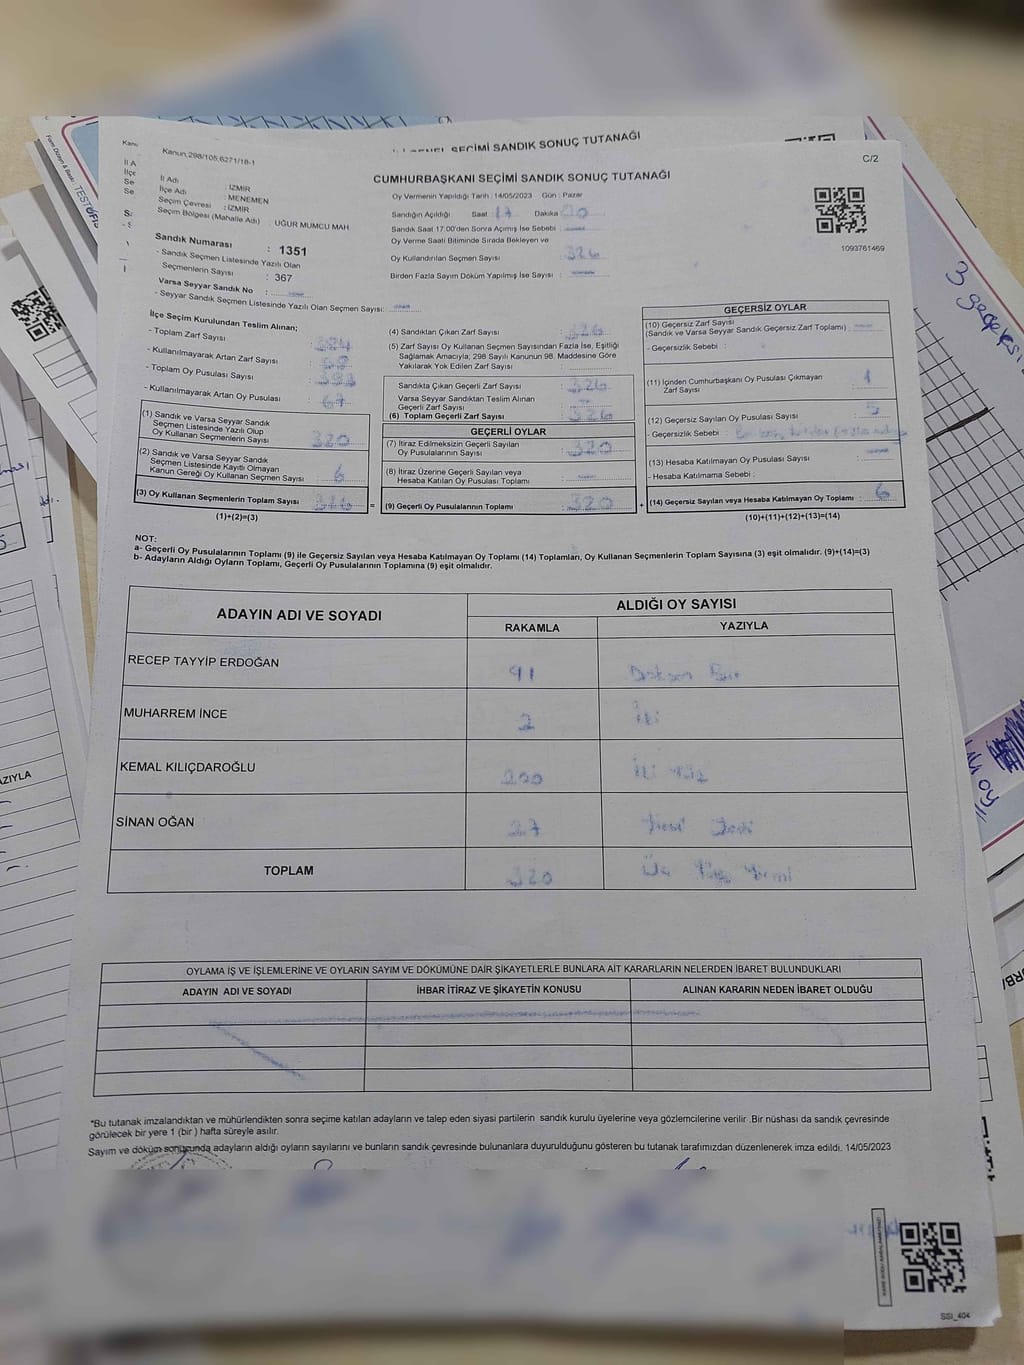 GENEL SEÇİMİ SANDIK SONUÇ TUTANAĞI
Kanun,298/105,6271/18-1
C/2
CUMHURBAŞKANI SEÇİMİ SANDIK SONUÇ TUTANAĞI
İl Adı : İZMİR
İlçe Adı : MENEMEN
Seçim Çevresi : İZMİR
Seçim Bölgesi (Mahalle Adı) : UĞUR MUMCU MAH
Oy Vermenin Yapıldığı Tarih : 14/05/2023 Gün : Pazar
Sandığın Açıldığı Saat 17 Dakika
Sandık Saat 17.00'den Sonra Açılmış İse Sebebi :
Oy Verme Saati Bitiminde Sırada Bekleyen ve
Oy Kullandırılan Seçmen Sayısı : 326
Birden Fazla Sayım Döküm Yapılmış İse Sayısı :
1093761469
Sandık Numarası : 1351
- Sandık Seçmen Listesinde Yazılı Olan
Seçmenlerin Sayısı : 367
Varsa Seyyar Sandık No :
- Seyyar Sandık Seçmen Listesinde Yazılı Olan Seçmen Sayısı:
3 geçersiz
İlçe Seçim Kurulundan Teslim Alınan;
- Toplam Zarf Sayısı :
- Kullanılmayarak Artan Zarf Sayısı :
- Toplam Oy Pusulası Sayısı :
- Kullanılmayarak Artan Oy Pusulası : 67
(1) Sandık ve Varsa Seyyar Sandık
Seçmen Listesinde Yazılı Olup
Oy Kullanan Seçmenlerin Sayısı : 320
(2) Sandık ve Varsa Seyyar Sandık
Seçmen Listesinde Kayıtlı Olmayan
Kanun Gereği Oy Kullanan Seçmen Sayısı : 6
(3) Oy Kullanan Seçmenlerin Toplam Sayısı : 326 =
(1)+(2)=(3)
(4) Sandıktan Çıkan Zarf Sayısı : 326
(5) Zarf Sayısı Oy Kullanan Seçmen Sayısından Fazla İse, Eşitliği
Sağlamak Amacıyla; 298 Sayılı Kanunun 98. Maddesine Göre
Yakılarak Yok Edilen Zarf Sayısı :
Sandıkta Çıkan Geçerli Zarf Sayısı : 326
Varsa Seyyar Sandıktan Teslim Alınan
Geçerli Zarf Sayısı :
(6) Toplam Geçerli Zarf Sayısı : 326
GEÇERLİ OYLAR
(7) İtiraz Edilmeksizin Geçerli Sayılan
Oy Pusulalarının Sayısı : 320
(8) İtiraz Üzerine Geçerli Sayılan veya
Hesaba Katılan Oy Pusulası Toplamı :
(9) Geçerli Oy Pusulalarının Toplamı : 320 +
GEÇERSİZ OYLAR
(10) Geçersiz Zarf Sayısı
(Sandık ve Varsa Seyyar Sandık Geçersiz Zarf Toplamı) :
- Geçersizlik Sebebi :
(11) İçinden Cumhurbaşkanı Oy Pusulası Çıkmayan
Zarf Sayısı : 1
(12) Geçersiz Sayılan Oy Pusulası Sayısı : 5
- Geçersizlik Sebebi :
(13) Hesaba Katılmayan Oy Pusulası Sayısı :
- Hesaba Katılmama Sebebi :
(14) Geçersiz Sayılan veya Hesaba Katılmayan Oy Toplamı : 6
(10)+(11)+(12)+(13)=(14)
NOT:
a- Geçerli Oy Pusulalarının Toplamı (9) ile Geçersiz Sayılan veya Hesaba Katılmayan Oy Toplamı (14) Toplamları, Oy Kullanan Seçmenlerin Toplam Sayısına (3) eşit olmalıdır. (9)+(14)=(3)
b- Adayların Aldığı Oyların Toplamı, Geçerli Oy Pusulalarının Toplamına (9) eşit olmalıdır.
ADAYIN ADI VE SOYADI ALDIĞI OY SAYISI
RAKAMLA YAZIYLA
RECEP TAYYİP ERDOĞAN 91 Doksan Bir
MUHARREM İNCE 2 İki
KEMAL KILIÇDAROĞLU 200 İki Yüz
SİNAN OĞAN 27 Yirmi Yedi
TOPLAM 320 Üç Yüz Yirmi
OYLAMA İŞ VE İŞLEMLERİNE VE OYLARIN SAYIM VE DÖKÜMÜNE DAİR ŞİKAYETLERLE BUNLARA AİT KARARLARIN NELERDEN İBARET BULUNDUKLARI
ADAYIN ADI VE SOYADI İHBAR İTİRAZ VE ŞİKAYETİN KONUSU ALINAN KARARIN NEDEN İBARET OLDUĞU
*Bu tutanak imzalandıktan ve mühürlendikten sonra seçime katılan adayların ve talep eden siyasi partilerin sandık kurulu üyelerine veya gözlemcilerine verilir .Bir nüshası da sandık çevresinde
görülecek bir yere 1 (bir ) hafta süreyle asılır.
Sayım ve döküm sonucunda adayların aldığı oyların sayılarını ve bunların sandık çevresinde bulunanlara duyurulduğunu gösteren bu tutanak tarafımızdan düzenlenerek imza edildi. 14/05/2023
SSI_404